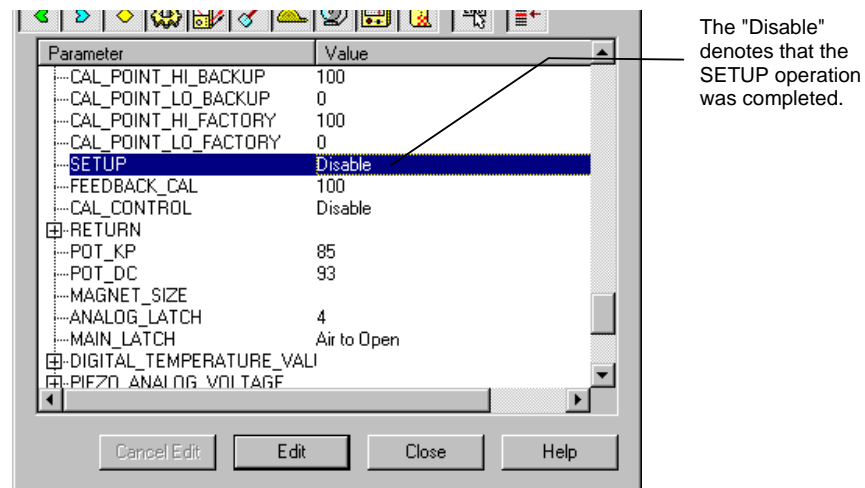 Parameter Value
CAL_POINT_HI_BACKUP 100
CAL_POINT_LO_BACKUP 0
CAL_POINT_HI_FACTORY 100
CAL_POINT_LO_FACTORY 0
SETUP Disable
FEEDBACK_CAL 100
CAL_CONTROL Disable
RETURN
POT_KP 85
POT_DC 93
MAGNET_SIZE
ANALOG_LATCH 4
MAIN_LATCH Air to Open
DIGITAL_TEMPERATURE_VALU
PIEZO_ANALOG_VOLTAGE
Cancel Edit Edit Close Help
The "Disable"
denotes that the
SETUP operation
was completed.